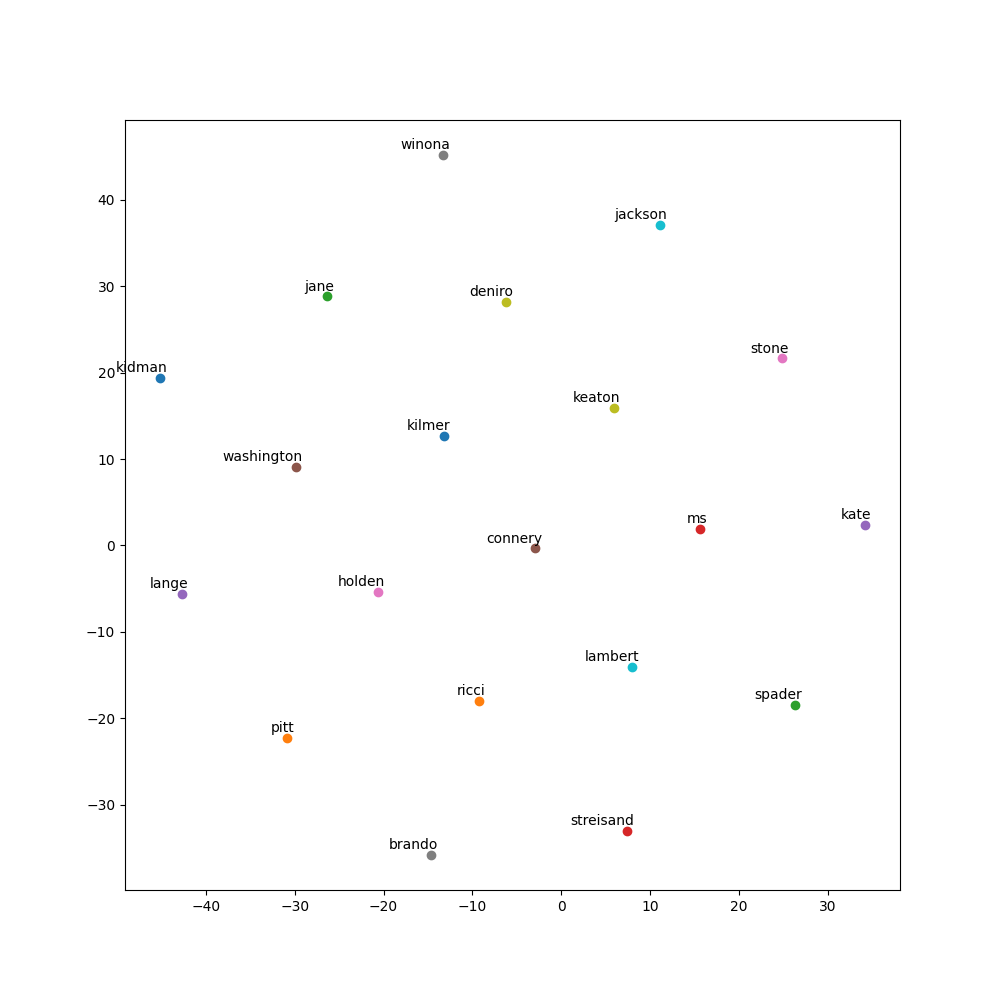 winona
jackson
jane
deniro
stone
kidman
keaton
kilmer
washington
ms
kate
connery
lange
holden
lambert
ricci
spader
pitt
streisand
brando
40
30
20
10
0
−10
−20
−30
−40
−30
−20
−10
0
10
20
30